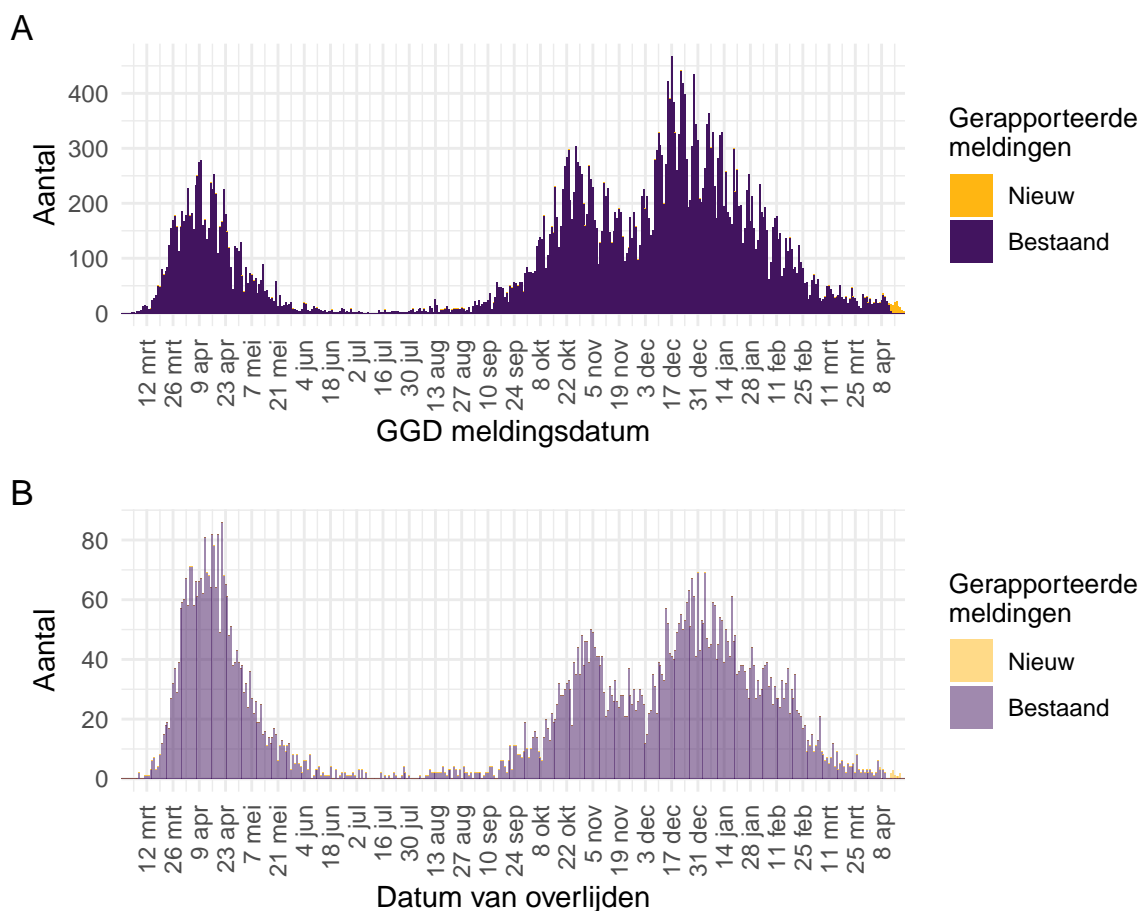 A
Aantal
400
300
200
100
0
12 mrt
26 mrt
9 apr
23 apr
7 mei
21 mei
4 jun
18 jun
2 jul
16 jul
30 jul
13 aug
27 aug
10 sep
24 sep
8 okt
22 okt
5 nov
19 nov
3 dec
17 dec
31 dec
14 jan
28 jan
11 feb
25 feb
11 mrt
25 mrt
8 apr
GGD meldingsdatum
Gerapporteerde
meldingen
Nieuw
Bestaand
B
Aantal
80
60
40
20
0
12 mrt
26 mrt
9 apr
23 apr
7 mei
21 mei
4 jun
18 jun
2 jul
16 jul
30 jul
13 aug
27 aug
10 sep
24 sep
8 okt
22 okt
5 nov
19 nov
3 dec
17 dec
31 dec
14 jan
28 jan
11 feb
25 feb
11 mrt
25 mrt
8 apr
Datum van overlijden
Gerapporteerde
meldingen
Nieuw
Bestaand